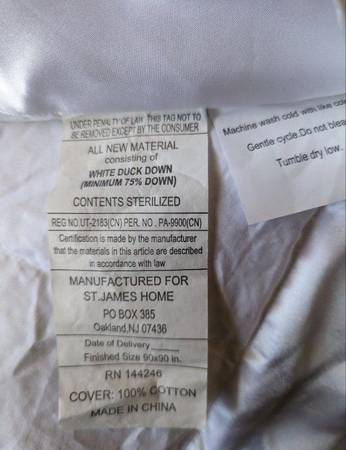 UNDER PENALTY OF LAW THIS TAG NOT TO
BE REMOVED EXCEPT BY THE CONSUMER
ALL NEW MATERIAL
consisting of
WHITE DUCK DOWN
(MINIMUM 75% DOWN)
CONTENTS STERILIZED
REG NO.UT-2183(CN) PER. NO. PA-9900(CN)
Certification is made by the manufacturer
that the materials in this article are described
in accordance with law
MANUFACTURED FOR
ST.JAMES HOME
PO BOX 385
Oakland,NJ 07436
Date of Delivery
Finished Size 90x90 in.
RN 144246
COVER: 100% COTTON
MADE IN CHINA
Machine wash cold with like
Gentle cycle.Do not
Tumble dry low.